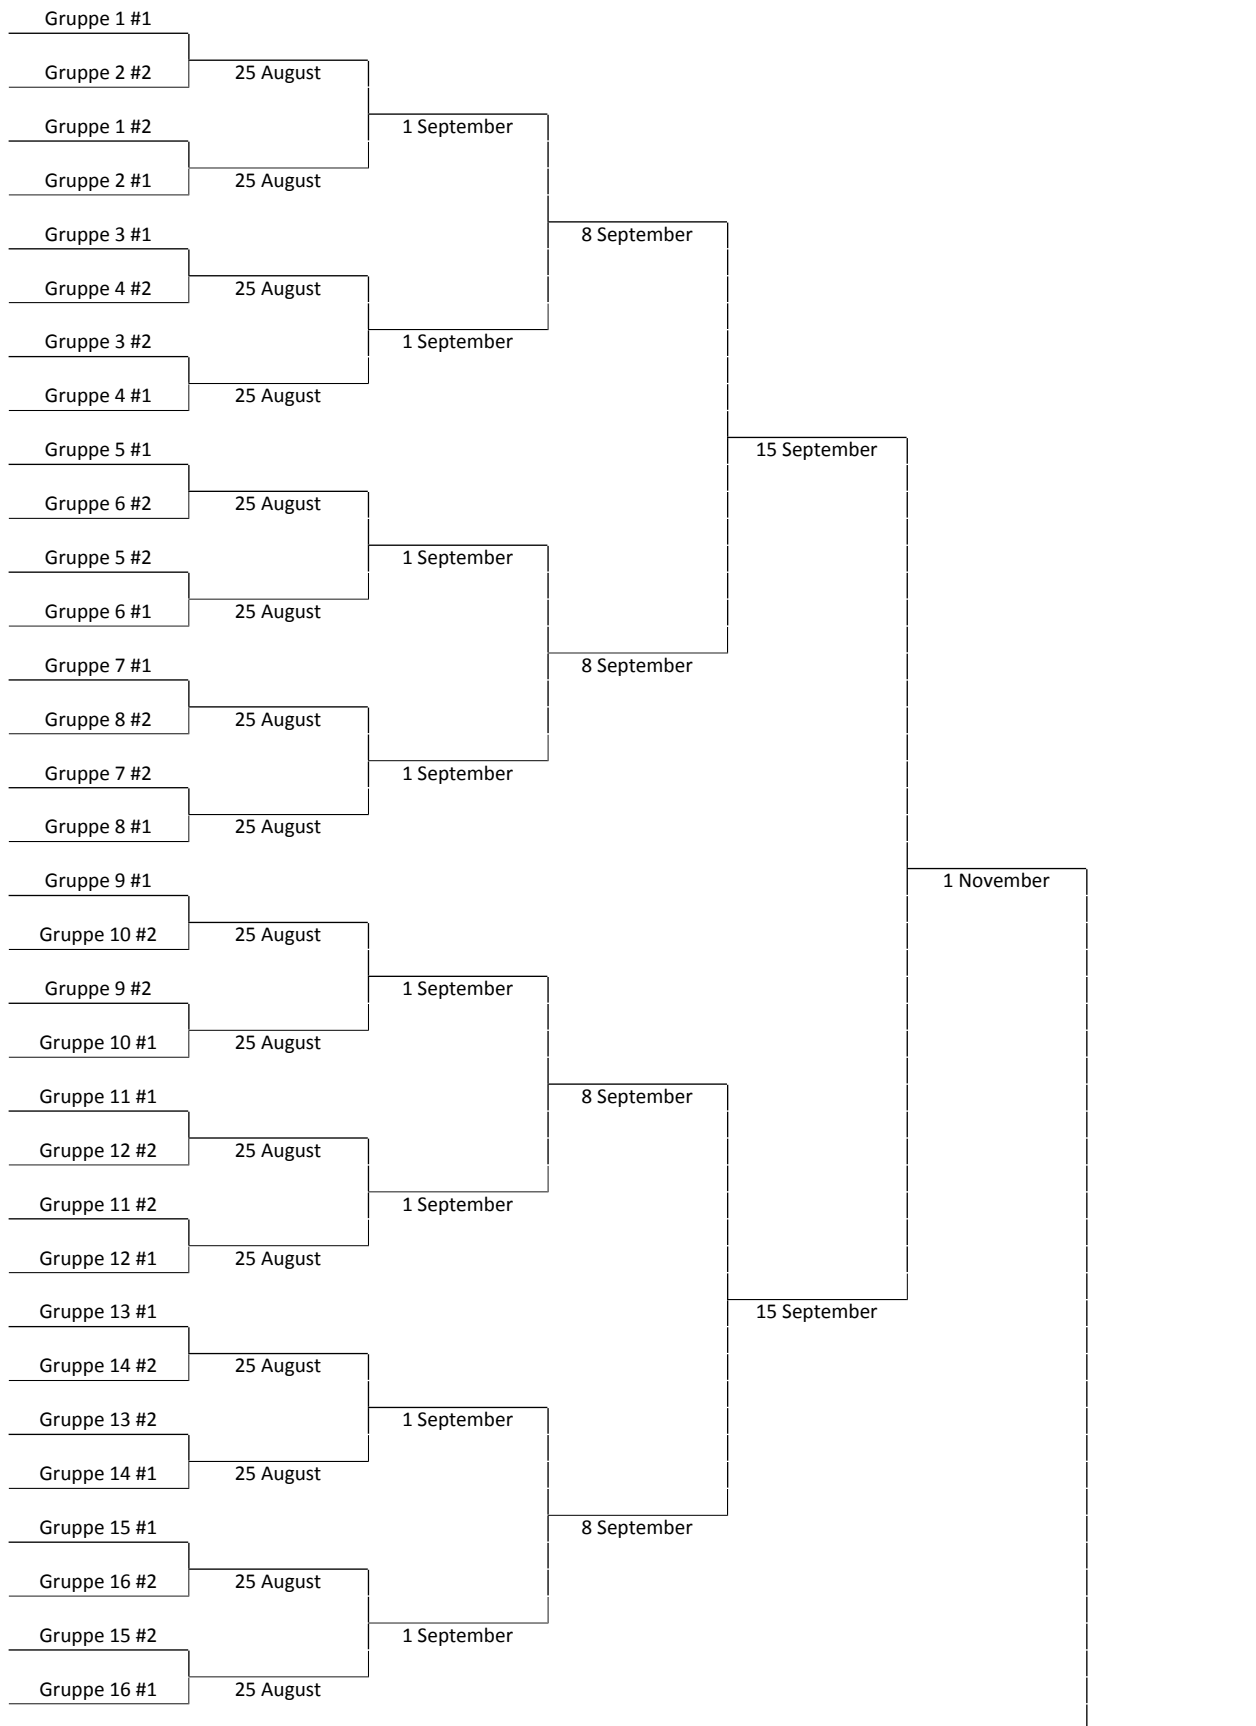 Gruppe 1 #1
Gruppe 2 #2
25 August
Gruppe 1 #2
1 September
Gruppe 2 #1
25 August
Gruppe 3 #1
8 September
Gruppe 4 #2
25 August
Gruppe 3 #2
1 September
Gruppe 4 #1
25 August
Gruppe 5 #1
15 September
Gruppe 6 #2
25 August
Gruppe 5 #2
1 September
Gruppe 6 #1
25 August
Gruppe 7 #1
8 September
Gruppe 8 #2
25 August
Gruppe 7 #2
1 September
Gruppe 8 #1
25 August
Gruppe 9 #1
1 November
Gruppe 10 #2
25 August
Gruppe 9 #2
1 September
Gruppe 10 #1
25 August
Gruppe 11 #1
8 September
Gruppe 12 #2
25 August
Gruppe 11 #2
1 September
Gruppe 12 #1
25 August
Gruppe 13 #1
15 September
Gruppe 14 #2
25 August
Gruppe 13 #2
1 September
Gruppe 14 #1
25 August
Gruppe 15 #1
8 September
Gruppe 16 #2
25 August
Gruppe 15 #2
1 September
Gruppe 16 #1
25 August